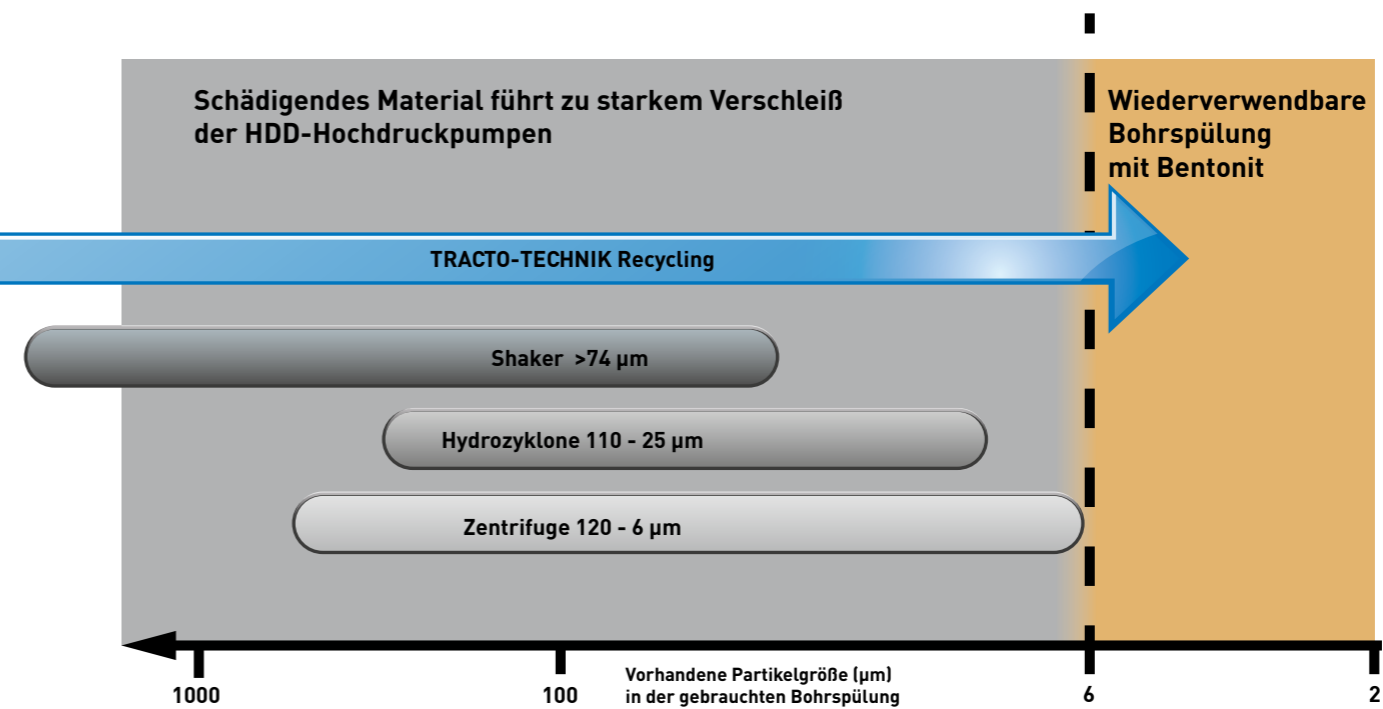 Schädigendes Material führt zu starkem Verschleiß
der HDD-Hochdruckpumpen
Wiederverwendbare
Bohrspülung
mit Bentonit
TRACTO-TECHNIK Recycling
Shaker >74 µm
Hydrozyklone 110 - 25 µm
Zentrifuge 120 - 6 µm
1000
100
Vorhandene Partikelgröße (µm)
in der gebrauchten Bohrspülung
6
2